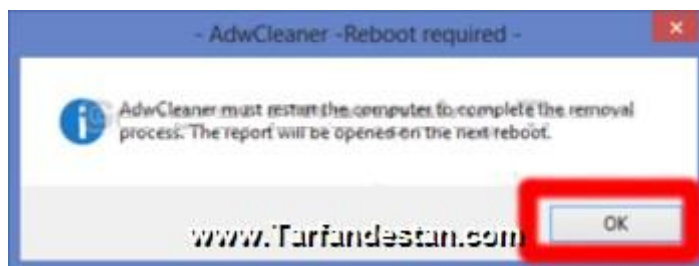 - AdwCleaner -Reboot required -
AdwCleaner must restart the computer to complete the removal
process. The report will be opened on the next reboot.
OK
www.Tarfandestan.com